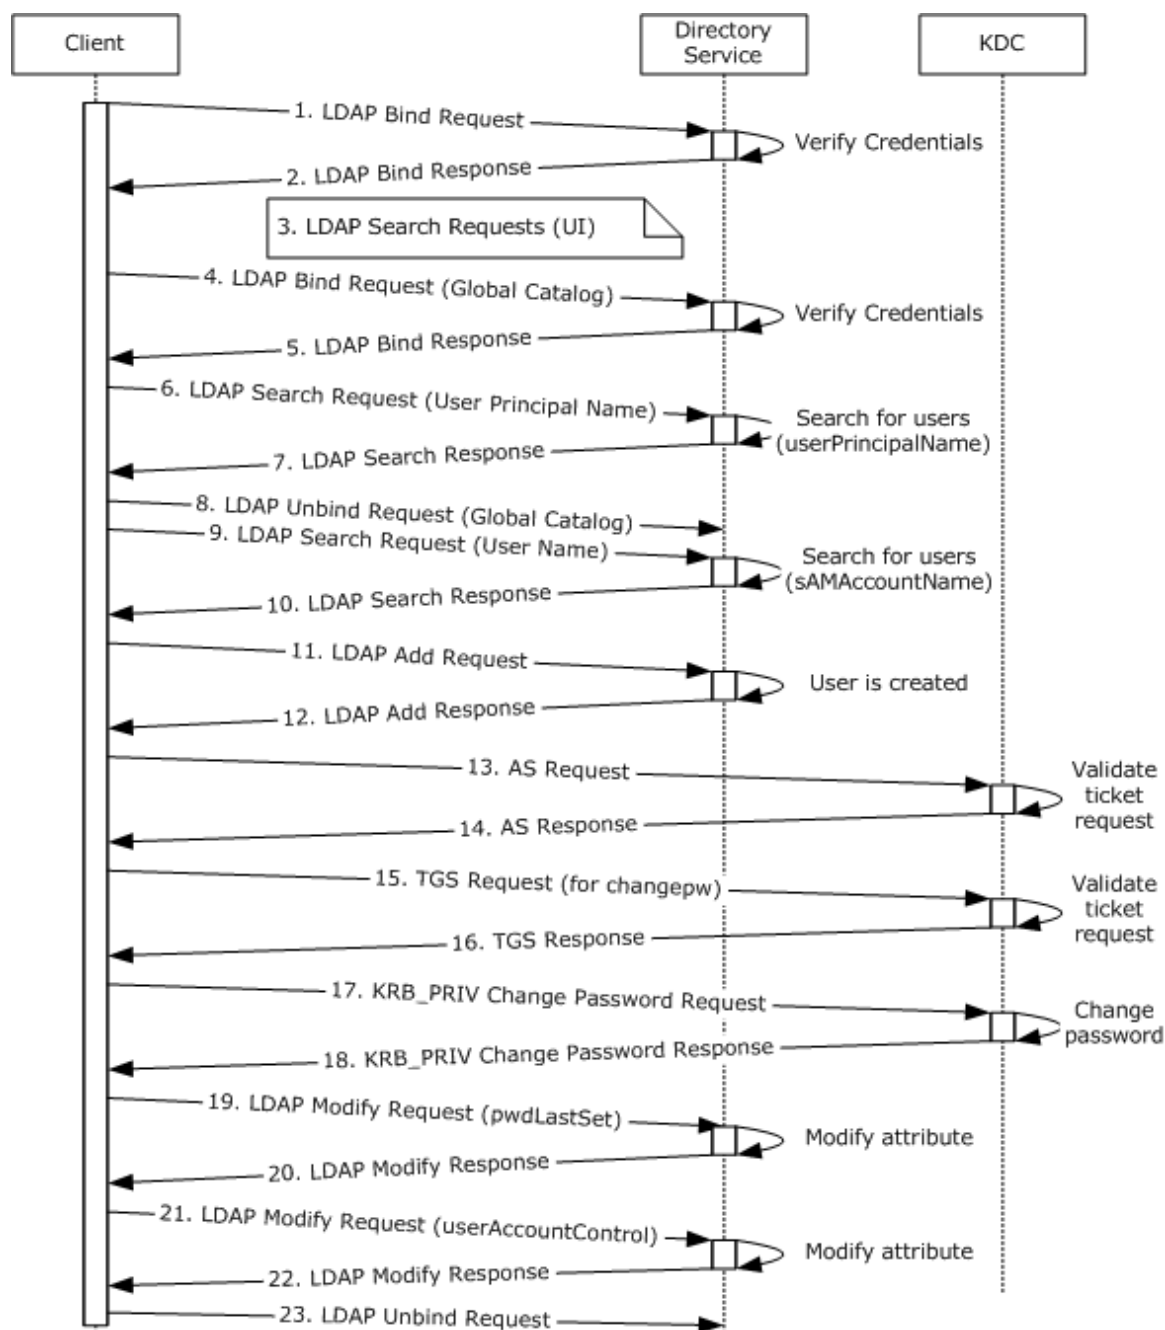 Client
Directory
Service
KDC
1. LDAP Bind Request
Verify Credentials
2. LDAP Bind Response
3. LDAP Search Requests (UI)
4. LDAP Bind Request (Global Catalog)
Verify Credentials
5. LDAP Bind Response
6. LDAP Search Request (User Principal Name)
Search for users
(userPrincipalName)
7. LDAP Search Response
8. LDAP Unbind Request (Global Catalog)
9. LDAP Search Request (User Name)
Search for users
(sAMAccountName)
10. LDAP Search Response
11. LDAP Add Request
User is created
12. LDAP Add Response
13. AS Request
Validate
ticket
request
14. AS Response
15. TGS Request (for changepw)
Validate
ticket
request
16. TGS Response
17. KRB_PRIV Change Password Request
Change
password
18. KRB_PRIV Change Password Response
19. LDAP Modify Request (pwdLastSet)
Modify attribute
20. LDAP Modify Response
21. LDAP Modify Request (userAccountControl)
Modify attribute
22. LDAP Modify Response
23. LDAP Unbind Request